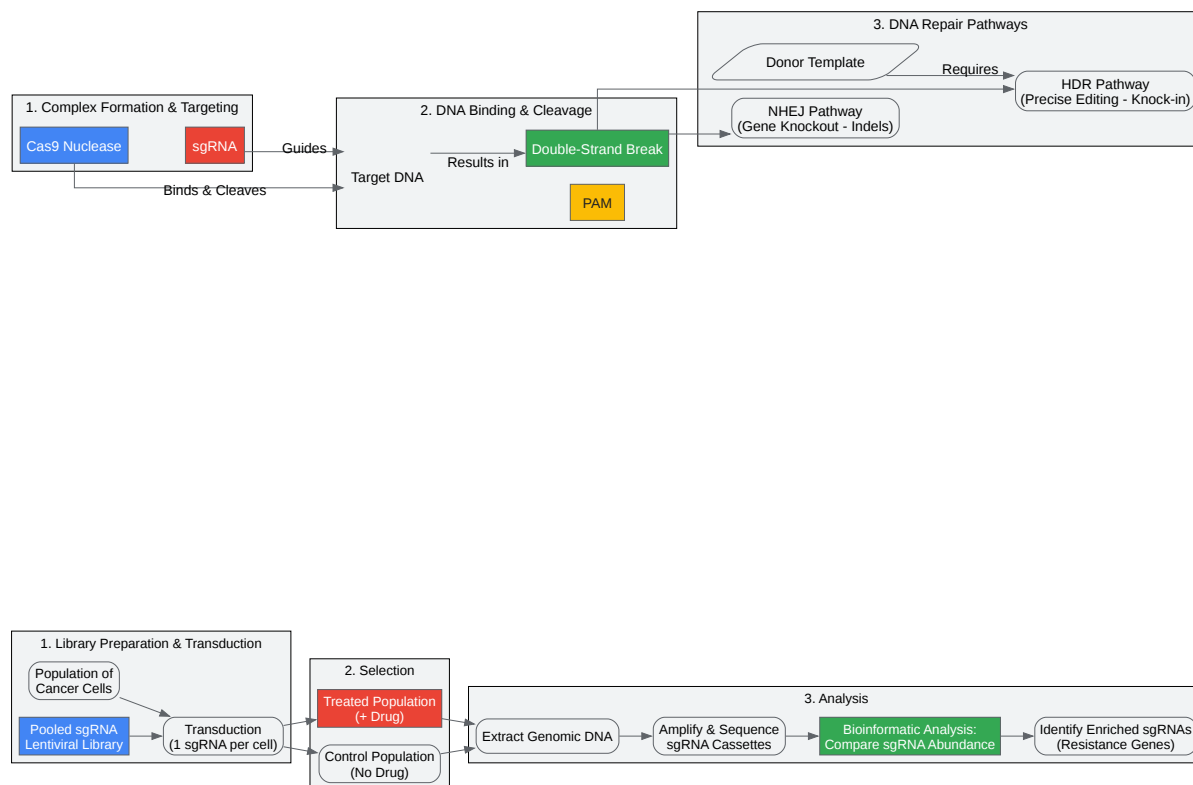 1. Complex Formation & Targeting
Cas9 Nuclease
sgRNA
Guides
Binds & Cleaves
2. DNA Binding & Cleavage
Target DNA
Results in
Double-Strand Break
PAM
3. DNA Repair Pathways
Donor Template
Requires
HDR Pathway
(Precise Editing - Knock-in)
NHEJ Pathway
(Gene Knockout - Indels)
1. Library Preparation & Transduction
Population of
Cancer Cells
Pooled sgRNA
Lentiviral Library
Transduction
(1 sgRNA per cell)
2. Selection
Treated Population
(+ Drug)
Control Population
(No Drug)
3. Analysis
Extract Genomic DNA
Amplify & Sequence
sgRNA Cassettes
Bioinformatic Analysis:
Compare sgRNA Abundance
Identify Enriched sgRNAs
(Resistance Genes)